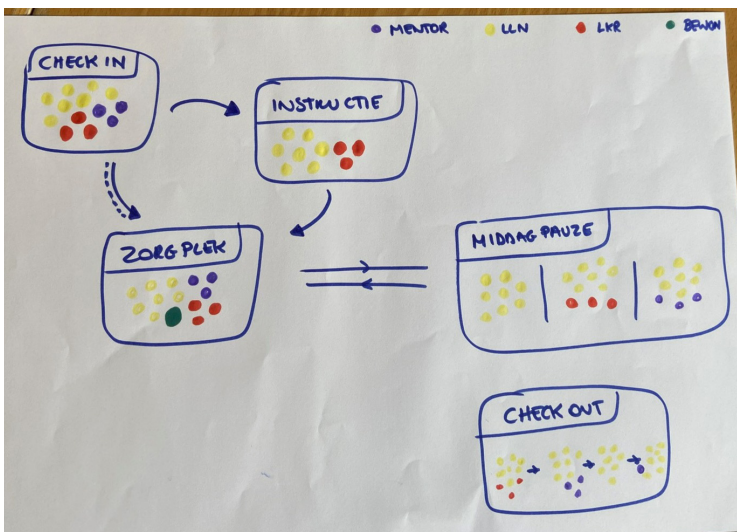 MENTOR
LLN
LKR
BEWON
CHECK IN
INSTRUCTIE
ZORGPLEK
MIDDAGPAUZE
CHECK OUT